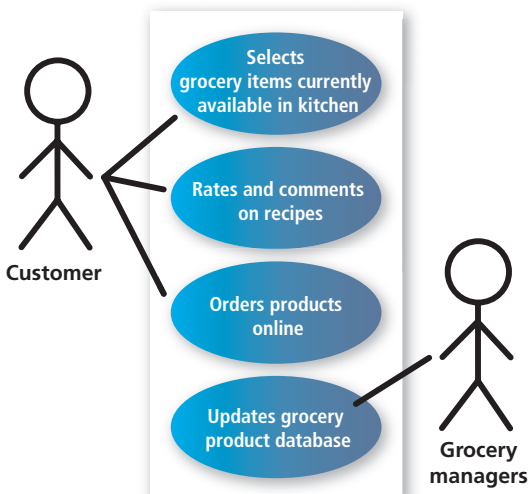 Selects
grocery items currently
available in kitchen
Rates and comments
on recipes
Customer
Orders products
online
Updates grocery
product database
Grocery
managers